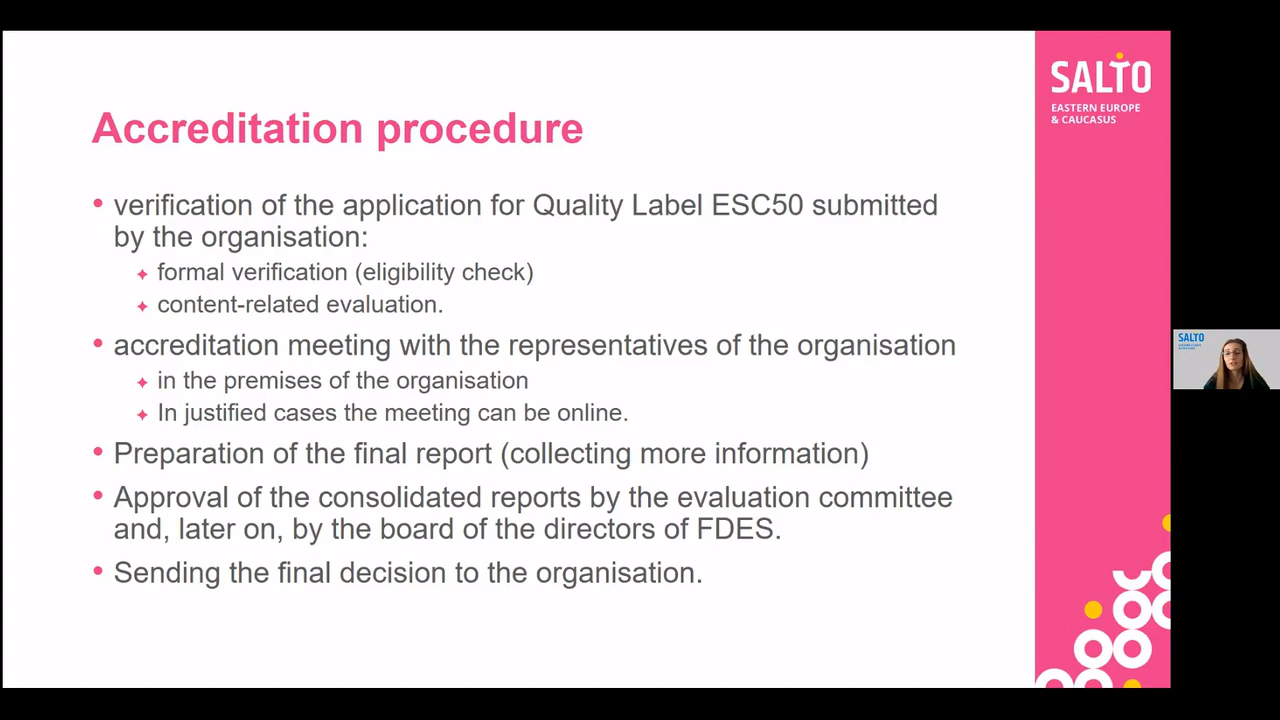 SALTO
EASTERN EUROPE
& CAUCASUS
Accreditation procedure
• verification of the application for Quality Label ESC50 submitted
by the organisation:
formal verification (eligibility check)
content-related evaluation.
• accreditation meeting with the representatives of the organisation
in the premises of the organisation
In justified cases the meeting can be online.
• Preparation of the final report (collecting more information)
• Approval of the consolidated reports by the evaluation committee
and, later on, by the board of the directors of FDES.
• Sending the final decision to the organisation.
SALTO